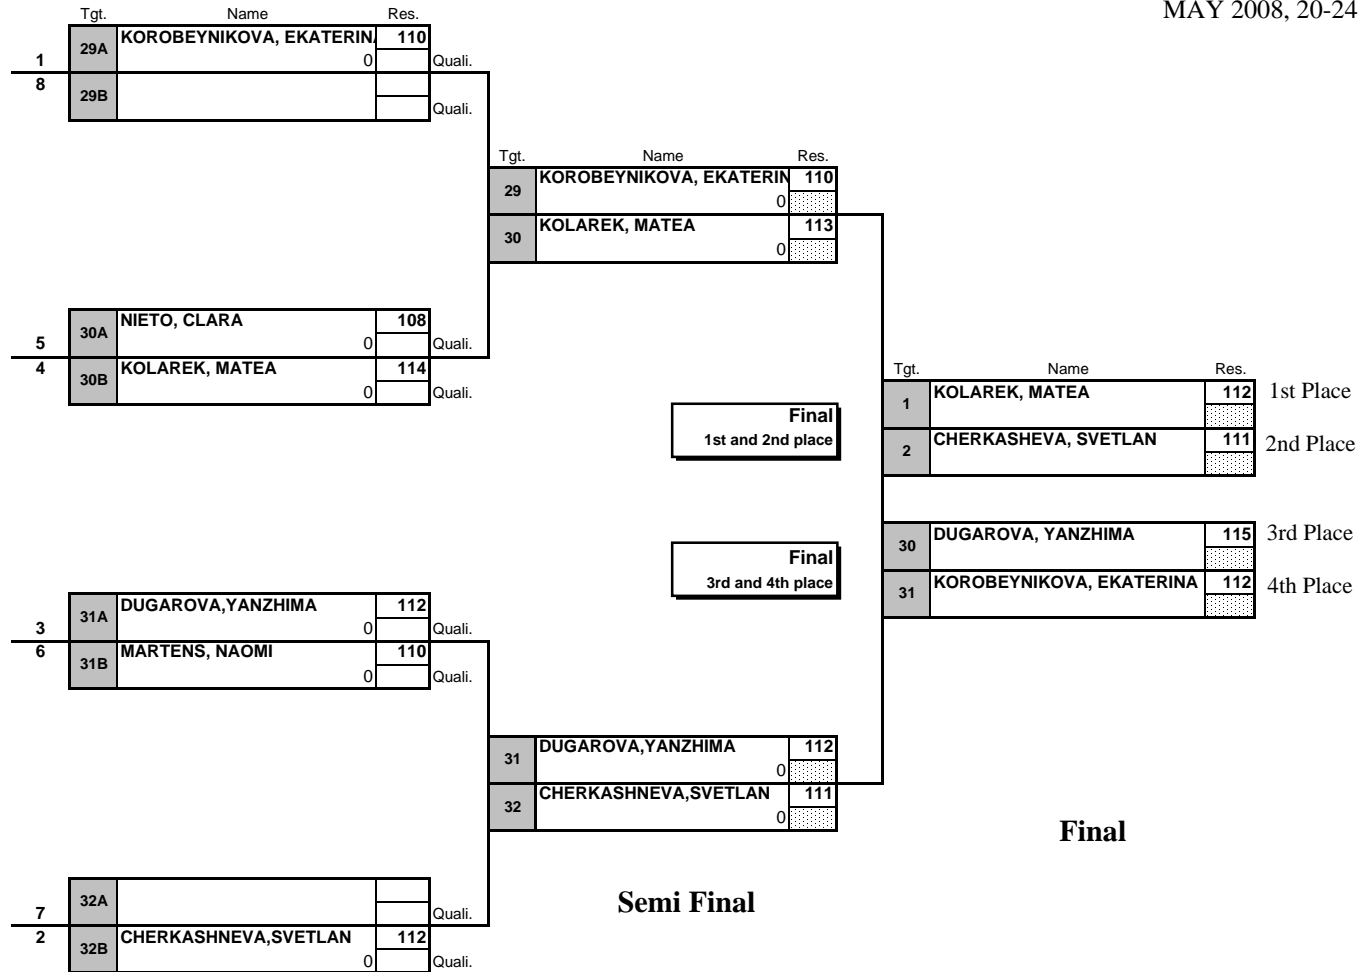 MAY 2008, 20-24
Tgt. Name Res.
29A KOROBEYNIKOVA, EKATERINA 110
1 0 Quali.
8 29B
Quali.
Tgt. Name Res.
29 KOROBEYNIKOVA, EKATERIN 110
0
30 KOLAREK, MATEA 113
0
30A NIETO, CLARA 108
5 0 Quali.
4 30B KOLAREK, MATEA 114
0 Quali.
Tgt. Name Res.
1 KOLAREK, MATEA 112 1st Place
Final
1st and 2nd place
2 CHERKASHEVA, SVETLAN 111 2nd Place
30 DUGAROVA, YANZHIMA 115 3rd Place
Final
3rd and 4th place
31 KOROBEYNIKOVA, EKATERINA 112 4th Place
31A DUGAROVA,YANZHIMA 112
3 0 Quali.
6 31B MARTENS, NAOMI 110
0 Quali.
31 DUGAROVA,YANZHIMA 112
0
32 CHERKASHNEVA,SVETLAN 111
0
Final
Semi Final
32A
7 Quali.
2 32B CHERKASHNEVA,SVETLAN 112
0 Quali.